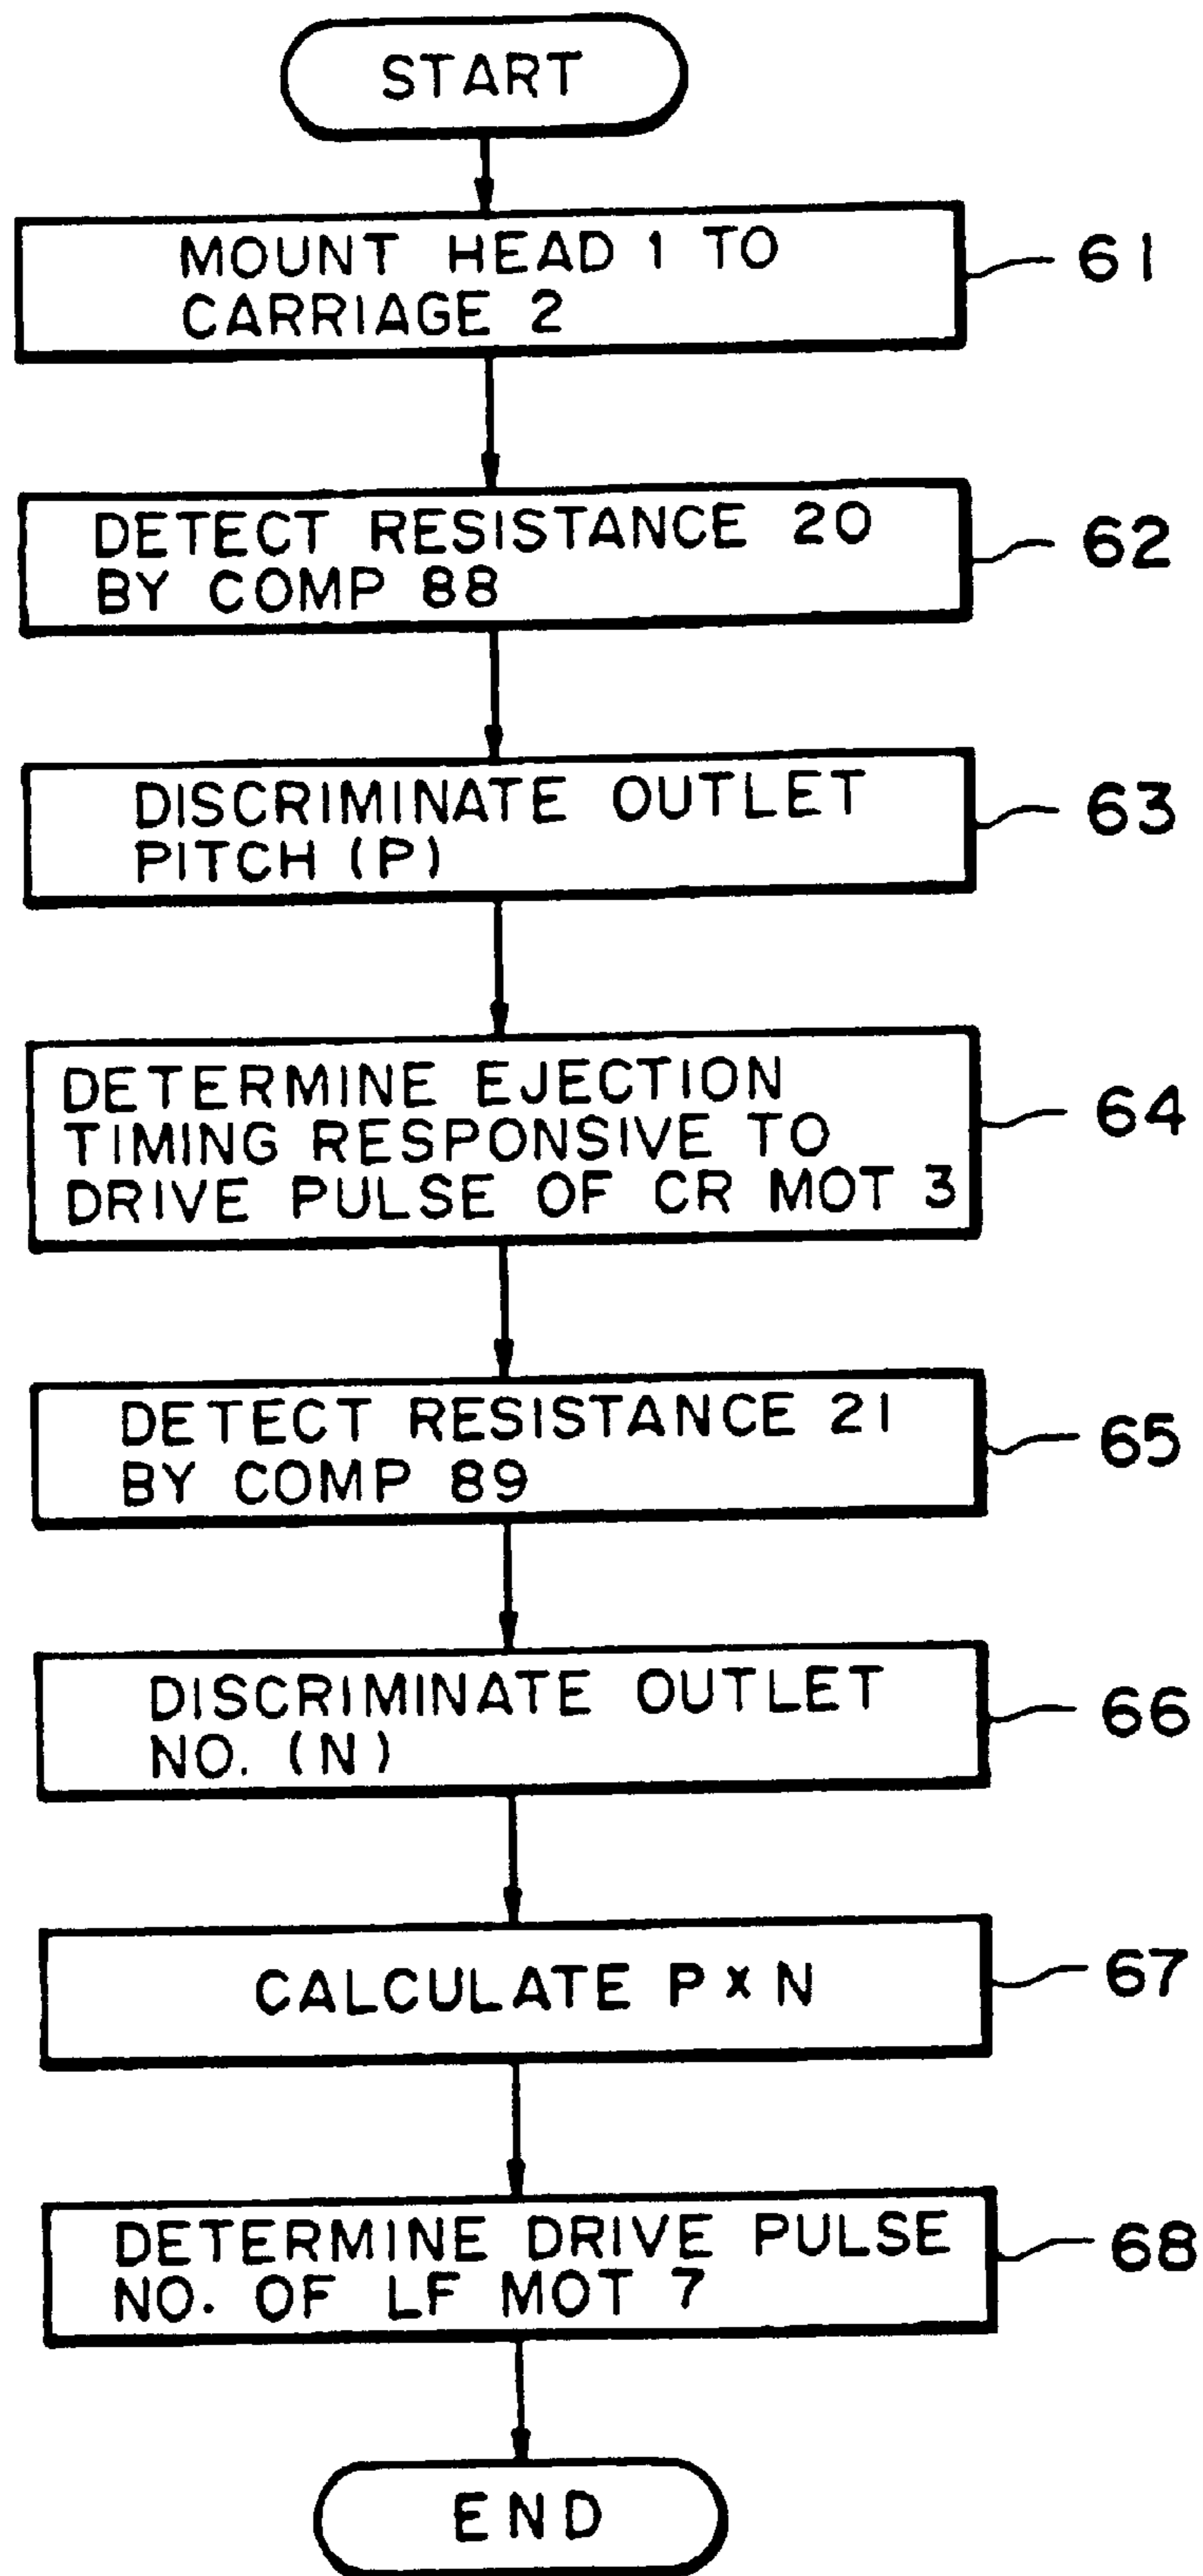 START
MOUNT HEAD 1 TO
CARRIAGE 2
61
DETECT RESISTANCE 20
BY COMP 88
62
DISCRIMINATE OUTLET
PITCH (P)
63
DETERMINE EJECTION
TIMING RESPONSIVE TO
DRIVE PULSE OF CR MOT 3
64
DETECT RESISTANCE 21
BY COMP 89
65
DISCRIMINATE OUTLET
NO. (N)
66
CALCULATE P x N
67
DETERMINE DRIVE PULSE
NO. OF LF MOT 7
68
END